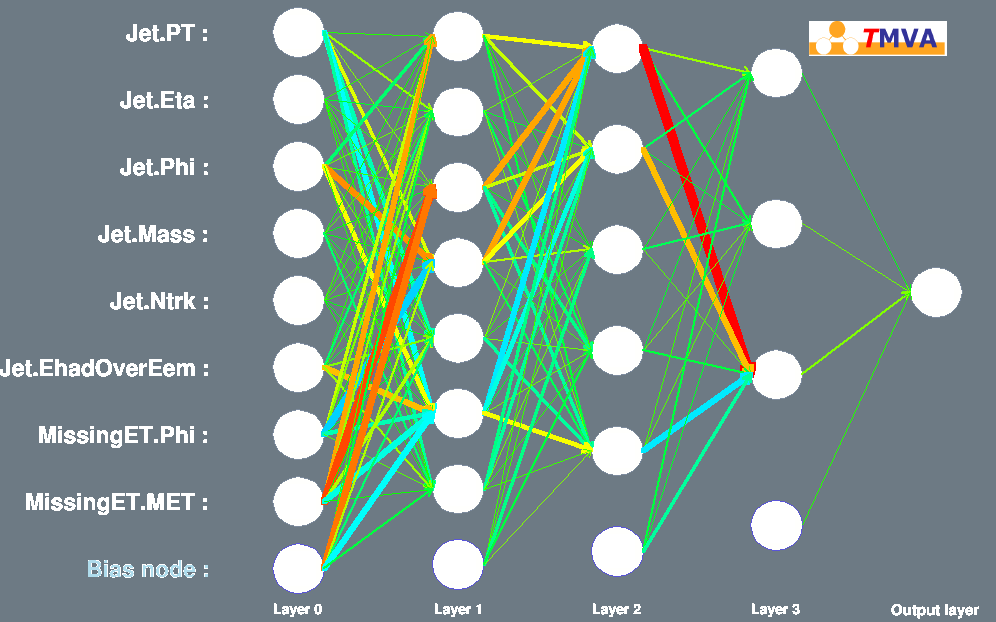 Jet.PT :
TMVA
Jet.Eta :
Jet.Phi :
Jet.Mass :
Jet.Ntrk :
Jet.EhadOverEem :
MissingET.Phi :
MissingET.MET :
Bias node :
Layer 0 Layer 1 Layer 2 Layer 3 Output layer